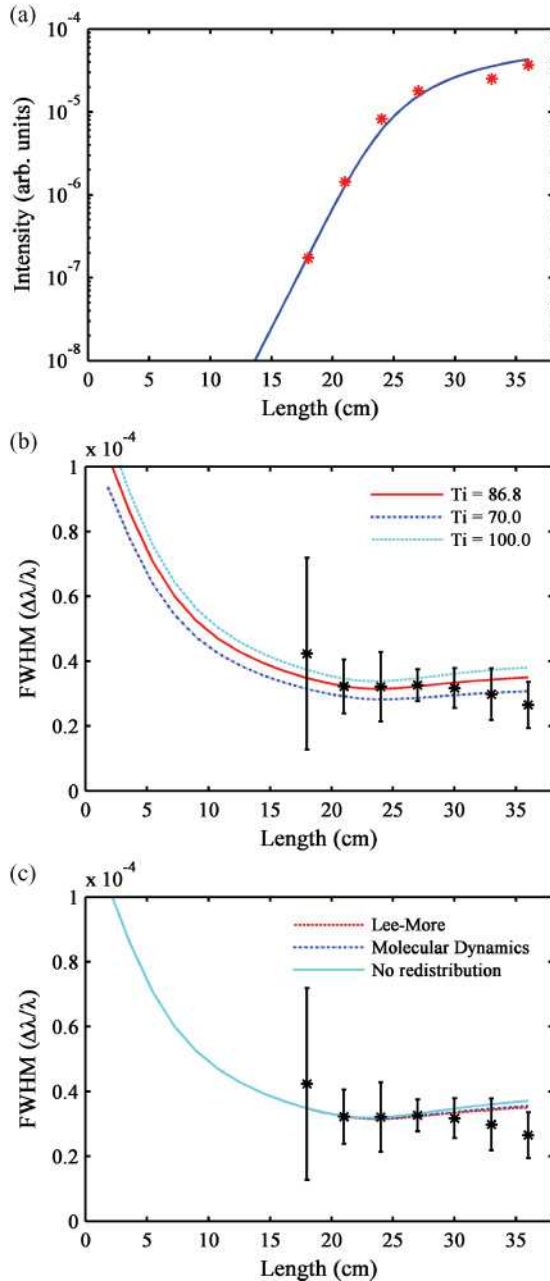 (a)
10^-4
10^-5
10^-6
10^-7
10^-8
Intensity (arb. units)
0 5 10 15 20 25 30 35
Length (cm)
(b)
x 10^-4
1
0.8
0.6
0.4
0.2
0
FWHM (Δλ/λ)
Ti = 86.8
Ti = 70.0
Ti = 100.0
0 5 10 15 20 25 30 35
Length (cm)
(c)
x 10^-4
1
0.8
0.6
0.4
0.2
0
FWHM (Δλ/λ)
Lee-More
Molecular Dynamics
No redistribution
0 5 10 15 20 25 30 35
Length (cm)